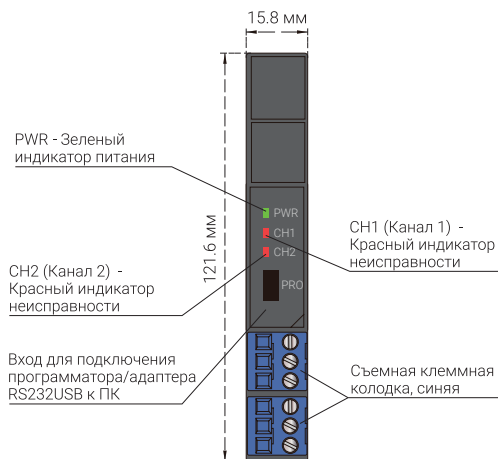 15.8 мм
PWR - Зеленый
индикатор питания
121.6 мм
PWR
CH1
CH2
PRO
CH1 (Канал 1) -
Красный индикатор
неисправности
CH2 (Канал 2) -
Красный индикатор
неисправности
Вход для подключения
программатора/адаптера
RS232USB к ПК
Съемная клеммная
колодка, синяя